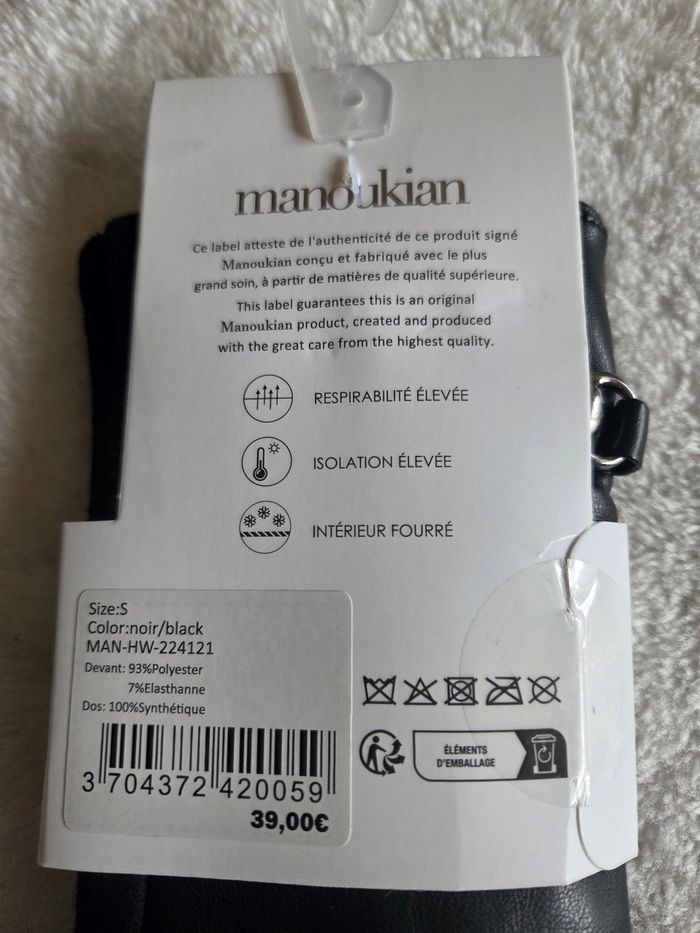 manoukian
Ce label atteste de l'authenticité de ce produit signé
Manoukian conçu et fabriqué avec le plus
grand soin, à partir de matières de qualité supérieure.
This label guarantees this is an original
Manoukian product, created and produced
with the great care from the highest quality.
RESPIRABILITÉ ÉLEVÉE
ISOLATION ÉLEVÉE
INTÉRIEUR FOURRÉ
Size:S
Color:noir/black
MAN-HW-224121
Devant: 93%Polyester
7%Elasthanne
Dos: 100%Synthétique
3 704372 420059
39,00€
ÉLÉMENTS
D'EMBALLAGE